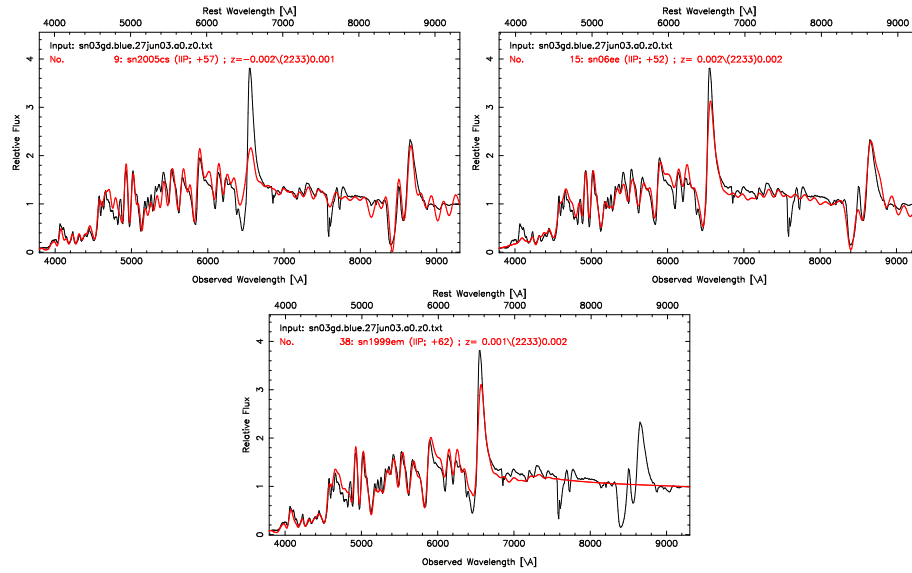 Rest Wavelength [\A]
4000 5000 6000 7000 8000 9000
Input: sn03gd.blue.27jun03.a0.z0.txt
No. 9: sn2005cs (IIP; +57) ; z=-0.002\(2233)0.001
Relative Flux
4
3
2
1
0
4000 5000 6000 7000 8000 9000
Observed Wavelength [\A]
Rest Wavelength [\A]
4000 5000 6000 7000 8000 9000
Input: sn03gd.blue.27jun03.a0.z0.txt
No. 15: sn06ee (IIP; +52) ; z= 0.002\(2233)0.002
Relative Flux
4
3
2
1
0
4000 5000 6000 7000 8000 9000
Observed Wavelength [\A]
Rest Wavelength [\A]
4000 5000 6000 7000 8000 9000
Input: sn03gd.blue.27jun03.a0.z0.txt
No. 38: sn1999em (IIP; +62) ; z= 0.001\(2233)0.002
Relative Flux
4
3
2
1
0
4000 5000 6000 7000 8000 9000
Observed Wavelength [\A]